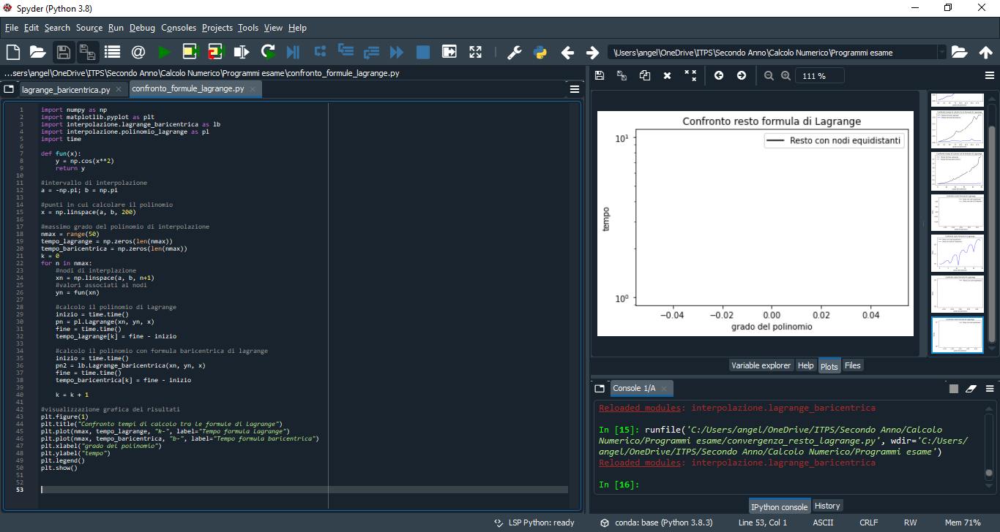 Spyder (Python 3.8)
File Edit Search Source Run Debug Consoles Projects Tools View Help
\Users\angel\OneDrive\ITPS\Secondo Anno\Calcolo Numerico\Programmi esame
...sers\angel\OneDrive\ITPS\Secondo Anno\Calcolo Numerico\Programmi esame\confronto_formule_lagrange.py
lagrange_baricentrica.py
confronto_formule_lagrange.py
1 import numpy as np
2 import matplotlib.pyplot as plt
3 import interpolazione.lagrange_baricentrica as lb
4 import interpolazione.polinomio_lagrange as pl
5 import time
6
7 def fun(x):
8 y = np.cos(x**2)
9 return y
10
11 #intervallo di interpolazione
12 a = -np.pi; b = np.pi
13
14 #punti in cui calcolare il polinomio
15 x = np.linspace(a, b, 200)
16
17 #massimo grado del polinomio di interpolazione
18 nmax = range(50)
19 tempo_lagrange = np.zeros(len(nmax))
20 tempo_baricentrica = np.zeros(len(nmax))
21 k = 0
22 for n in nmax:
23 #nodi di interplazione
24 xn = np.linspace(a, b, n+1)
25 #valori associati ai nodi
26 yn = fun(xn)
27
28 #calcolo il polinomio di Lagrange
29 inizio = time.time()
30 pn = pl.Lagrange(xn, yn, x)
31 fine = time.time()
32 tempo_lagrange[k] = fine - inizio
33
34 #calcolo il polinomio con formula baricentrica di lagrange
35 inizio = time.time()
36 pn2 = lb.Lagrange_baricentrica(xn, yn, x)
37 fine = time.time()
38 tempo_baricentrica[k] = fine - inizio
39
40 k = k + 1
41
42 #visualizzazione grafica dei risultati
43 plt.figure(1)
44 plt.title("Confronto tempi di calcolo tra le formule di Lagrange")
45 plt.plot(nmax, tempo_lagrange, "k-", label="Tempo formula Lagrange")
46 plt.plot(nmax, tempo_baricentrica, "b-", label="Tempo formula baricentrica")
47 plt.xlabel("grado del polinomio")
48 plt.ylabel("tempo")
49 plt.legend()
50 plt.show()
51
52
53
111 %
Confronto resto formula di Lagrange
Resto con nodi equidistanti
10¹
10⁰
tempo
−0.04 −0.02 0.00 0.02 0.04
grado del polinomio
Variable explorer Help Plots Files
Console 1/A
Reloaded modules: interpolazione.lagrange_baricentrica
In [15]: runfile('C:/Users/angel/OneDrive/ITPS/Secondo Anno/Calcolo
Numerico/Programmi esame/convergenza_resto_lagrange.py', wdir='C:/Users/
angel/OneDrive/ITPS/Secondo Anno/Calcolo Numerico/Programmi esame')
Reloaded modules: interpolazione.lagrange_baricentrica
In [16]:
IPython console History
LSP Python: ready conda: base (Python 3.8.3) Line 53, Col 1 ASCII CRLF RW Mem 71%